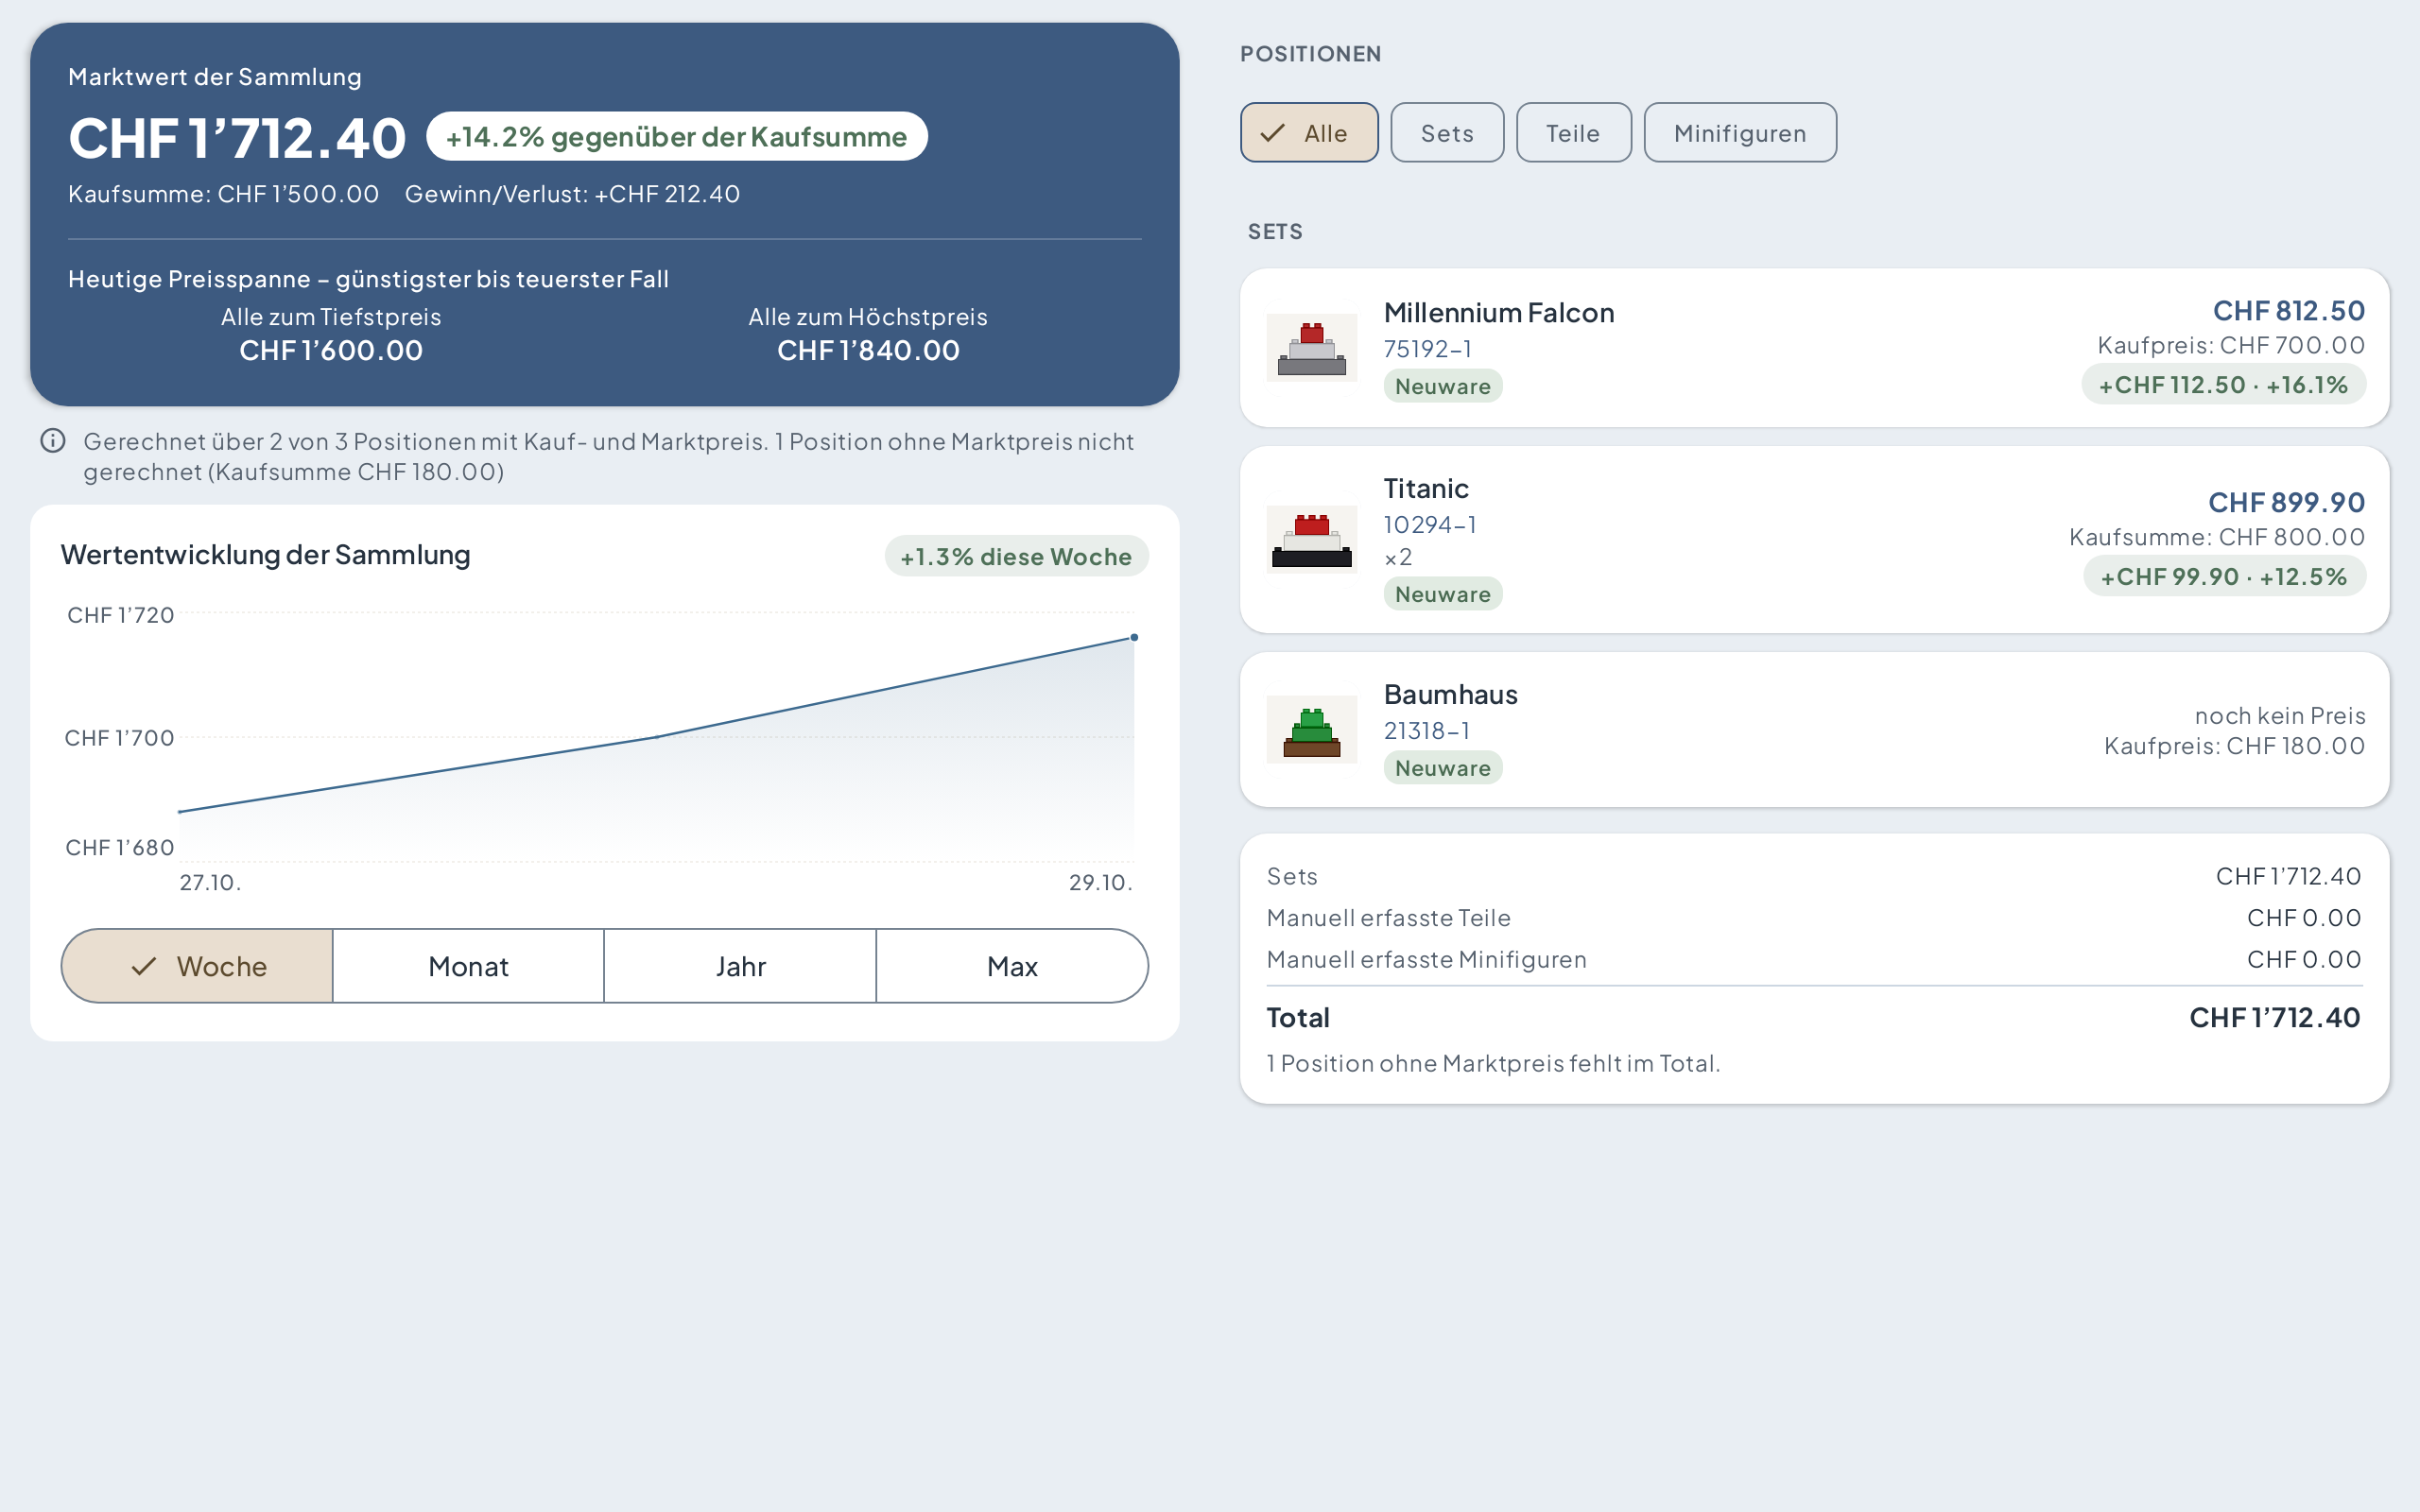 Marktwert der Sammlung
CHF 1’712.40
+14.2% gegenüber der Kaufsumme
Kaufsumme: CHF 1’500.00
Gewinn/Verlust: +CHF 212.40
Heutige Preisspanne – günstigster bis teuerster Fall
Alle zum Tiefstpreis
CHF 1’600.00
Alle zum Höchstpreis
CHF 1’840.00
Gerechnet über 2 von 3 Positionen mit Kauf- und Marktpreis. 1 Position ohne Marktpreis nicht
gerechnet (Kaufsumme CHF 180.00)
Wertentwicklung der Sammlung
+1.3% diese Woche
CHF 1’720
CHF 1’700
CHF 1’680
27.10.
29.10.
Woche
Monat
Jahr
Max
POSITIONEN
Alle
Sets
Teile
Minifiguren
SETS
Millennium Falcon
75192-1
Neuware
CHF 812.50
Kaufpreis: CHF 700.00
+CHF 112.50 · +16.1%
Titanic
10294-1
×2
Neuware
CHF 899.90
Kaufsumme: CHF 800.00
+CHF 99.90 · +12.5%
Baumhaus
21318-1
Neuware
noch kein Preis
Kaufpreis: CHF 180.00
Sets
CHF 1’712.40
Manuell erfasste Teile
CHF 0.00
Manuell erfasste Minifiguren
CHF 0.00
Total
CHF 1’712.40
1 Position ohne Marktpreis fehlt im Total.